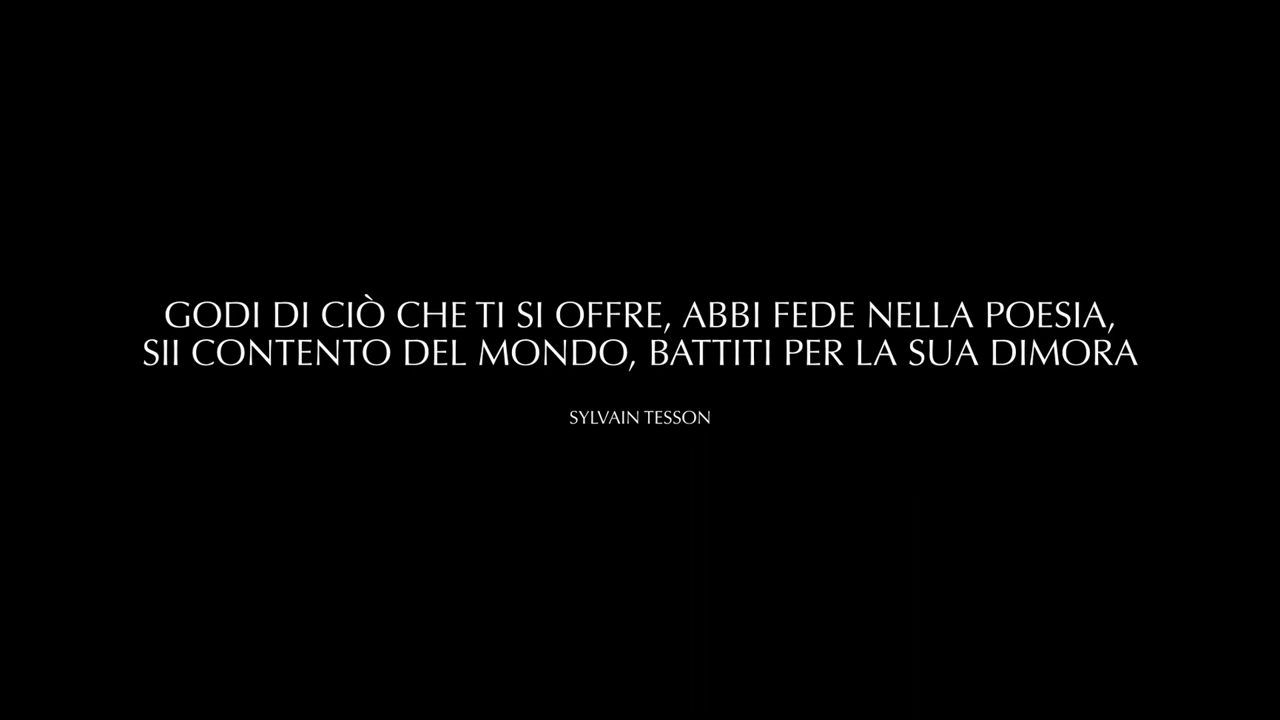 GODI DI CIÒ CHE TI SI OFFRE, ABBI FEDE NELLA POESIA,
SII CONTENTO DEL MONDO, BATTITI PER LA SUA DIMORA
SYLVAIN TESSON